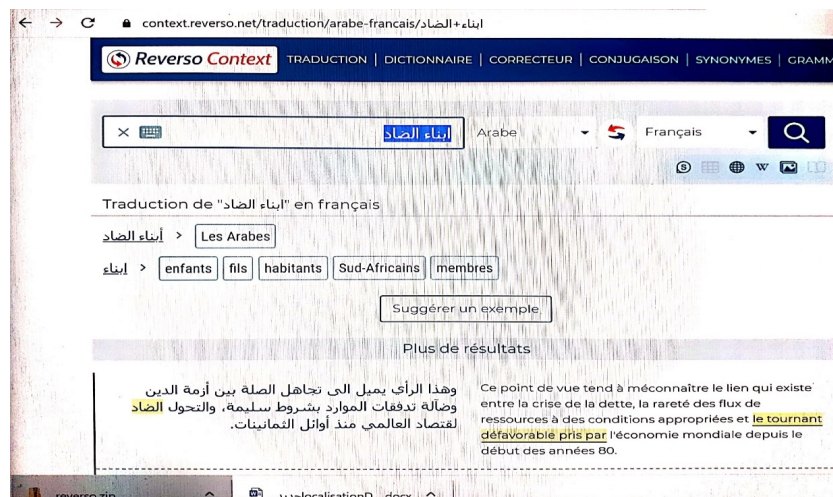 context.reverso.net/traduction/arabe-francais/ابناء+الضاد
Reverso Context TRADUCTION | DICTIONNAIRE | CORRECTEUR | CONJUGAISON | SYNONYMES | GRAMM
ابناء الضاد Arabe Français
Traduction de "ابناء الضاد" en français
أبناء الضاد > Les Arabes
ابناء > enfants fils habitants Sud-Africains membres
Suggérer un exemple
Plus de résultats
وهذا الرأي يميل الى تجاهل الصلة بين أزمة الدين
وضآلة تدفقات الموارد بشروط سليمة، والتحول الضاد
لقتصاد العالمي منذ أوائل الثمانينات.
Ce point de vue tend à méconnaître le lien qui existe
entre la crise de la dette, la rareté des flux de
ressources à des conditions appropriées et le tournant
défavorable pris par l'économie mondiale depuis le
début des années 80.
reverso.zip